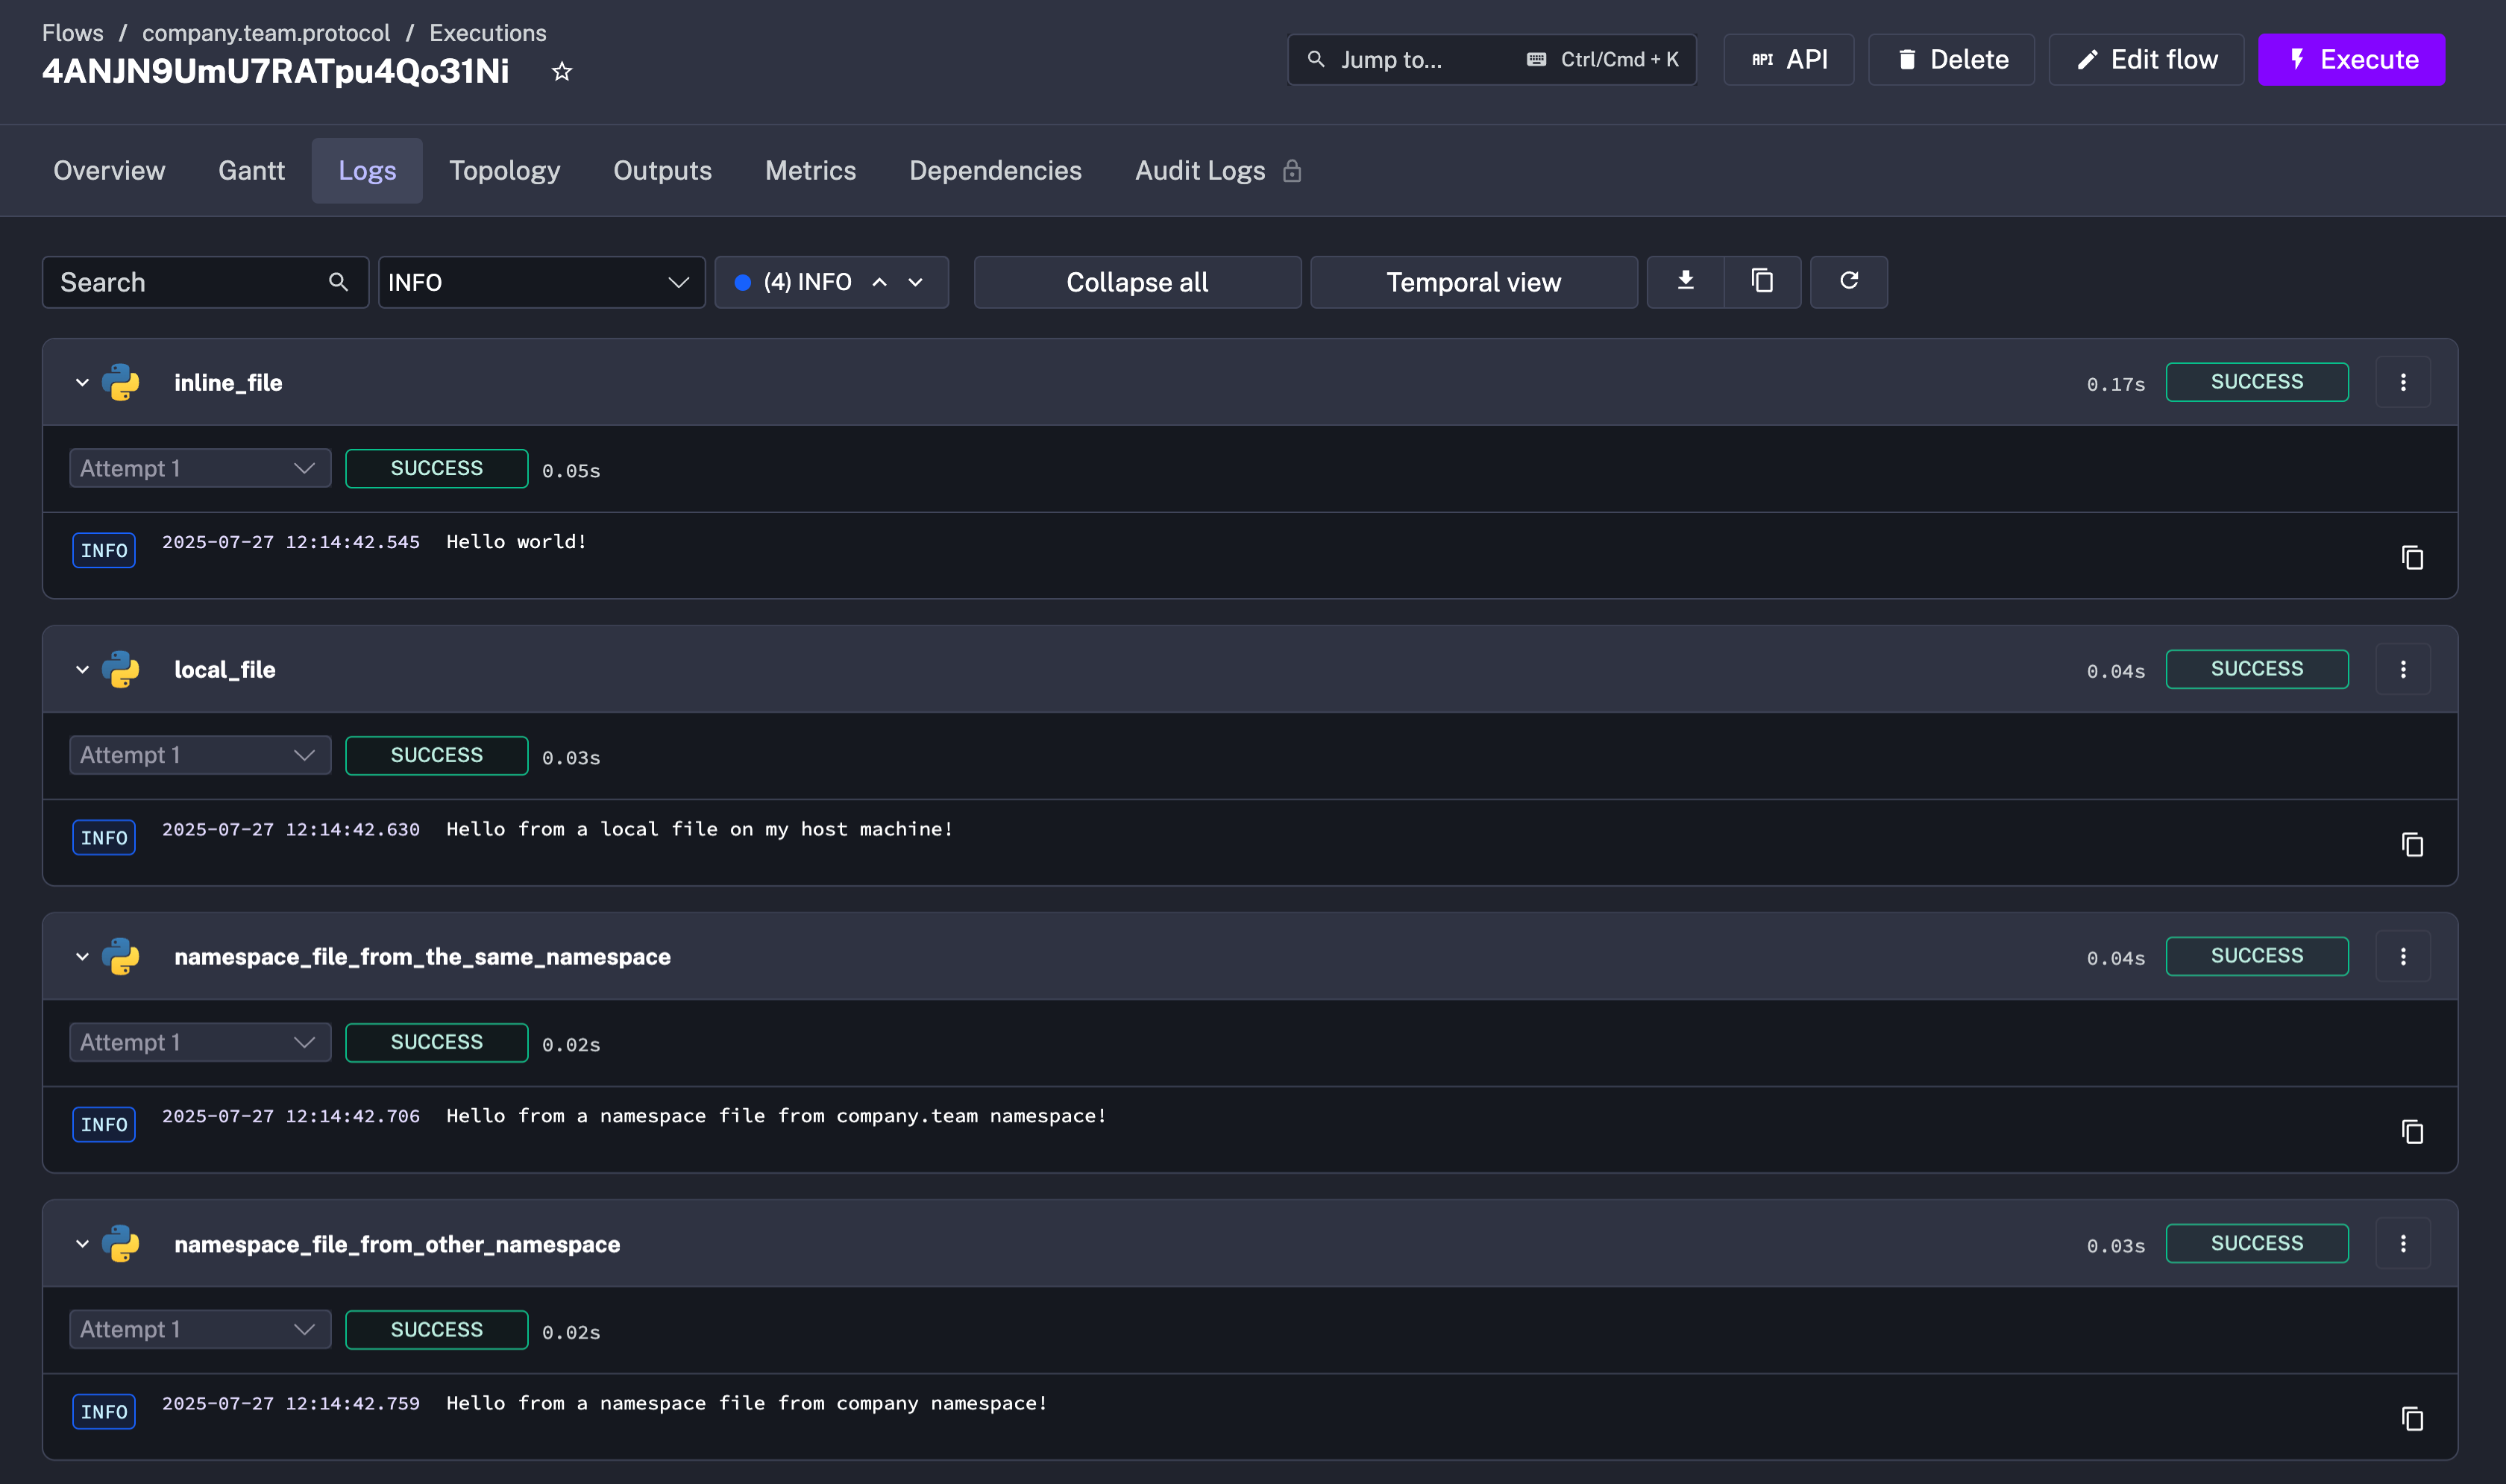 Flows / company.team.protocol / Executions
4ANJN9UmU7RATpu4Qo31Ni
Jump to... Ctrl/Cmd + K
API API
Delete
Edit flow
Execute
Overview Gantt Logs Topology Outputs Metrics Dependencies Audit Logs
Search INFO (4) INFO Collapse all Temporal view
inline_file 0.17s SUCCESS
Attempt 1 SUCCESS 0.05s
INFO 2025-07-27 12:14:42.545 Hello world!
local_file 0.04s SUCCESS
Attempt 1 SUCCESS 0.03s
INFO 2025-07-27 12:14:42.630 Hello from a local file on my host machine!
namespace_file_from_the_same_namespace 0.04s SUCCESS
Attempt 1 SUCCESS 0.02s
INFO 2025-07-27 12:14:42.706 Hello from a namespace file from company.team namespace!
namespace_file_from_other_namespace 0.03s SUCCESS
Attempt 1 SUCCESS 0.02s
INFO 2025-07-27 12:14:42.759 Hello from a namespace file from company namespace!